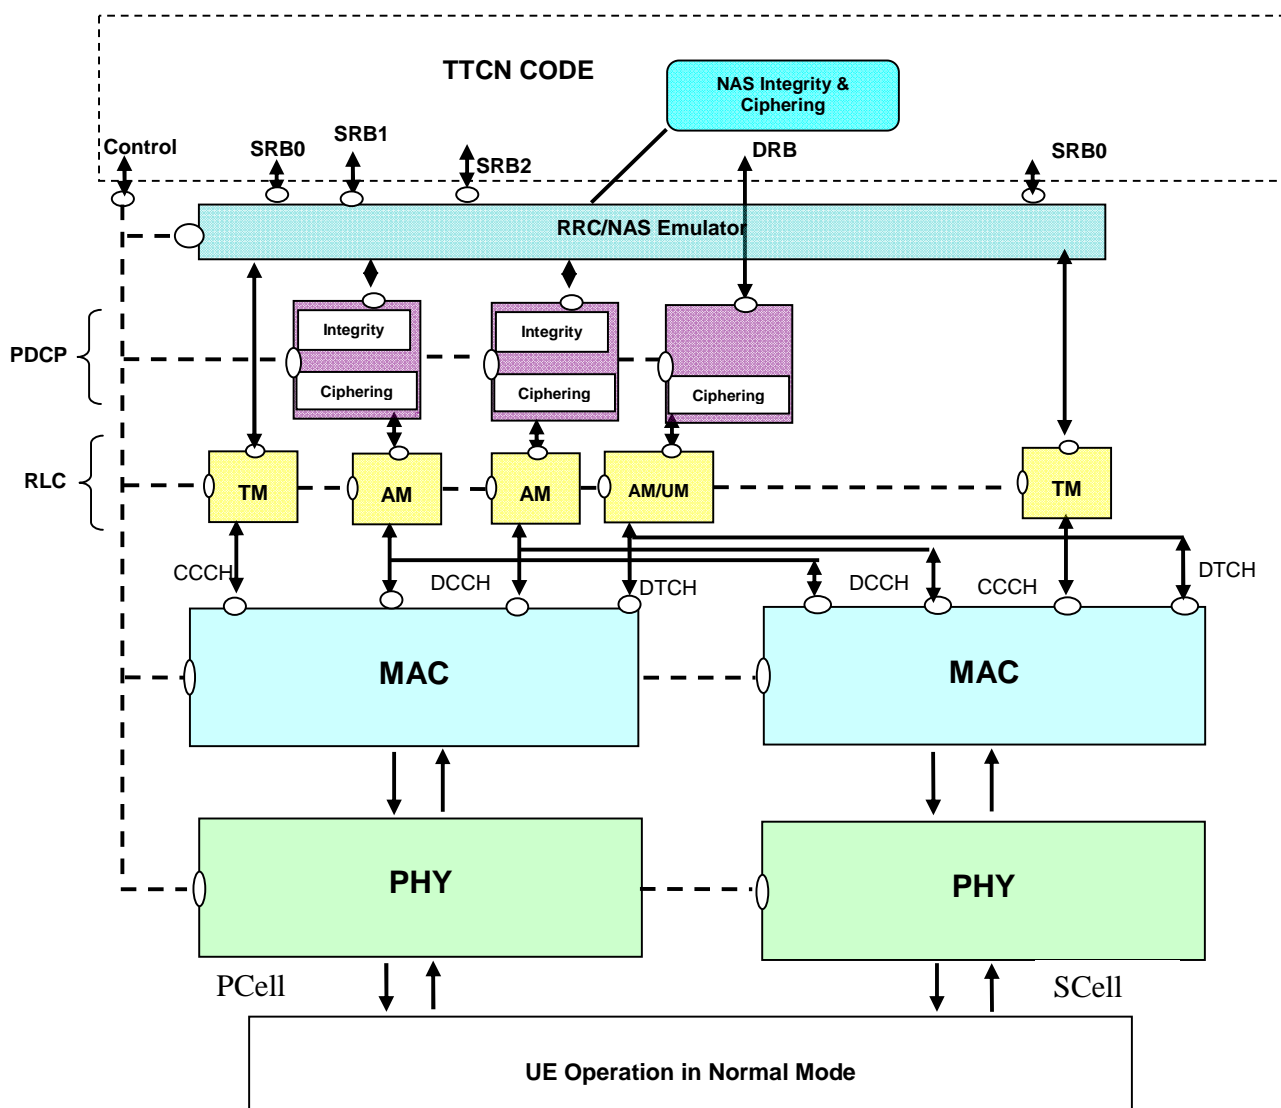 TTCN CODE
NAS Integrity &
Ciphering
Control
SRB0
SRB1
SRB2
DRB
SRB0
RRC/NAS Emulator
PDCP
Integrity
Ciphering
Integrity
Ciphering
Ciphering
RLC
TM
AM
AM
AM/UM
TM
CCCH
DCCH
DTCH
DCCH
CCCH
DTCH
MAC
MAC
PHY
PHY
PCell
SCell
UE Operation in Normal Mode